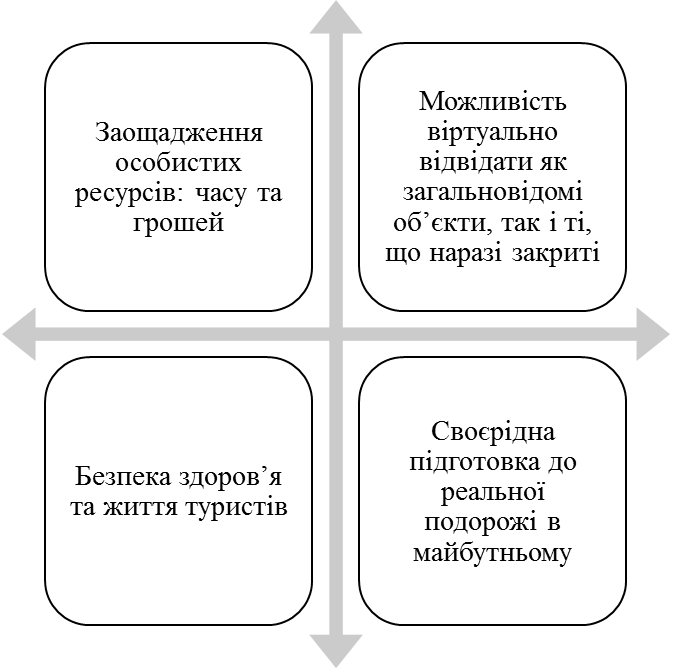 Заощадження
особистих
ресурсів: часу та
грошей
Можливість
віртуально
відвідати як
загальновідомі
об’єкти, так і ті,
що наразі закриті
Безпека здоров’я
та життя туристів
Своєрідна
підготовка до
реальної
подорожі в
майбутньому